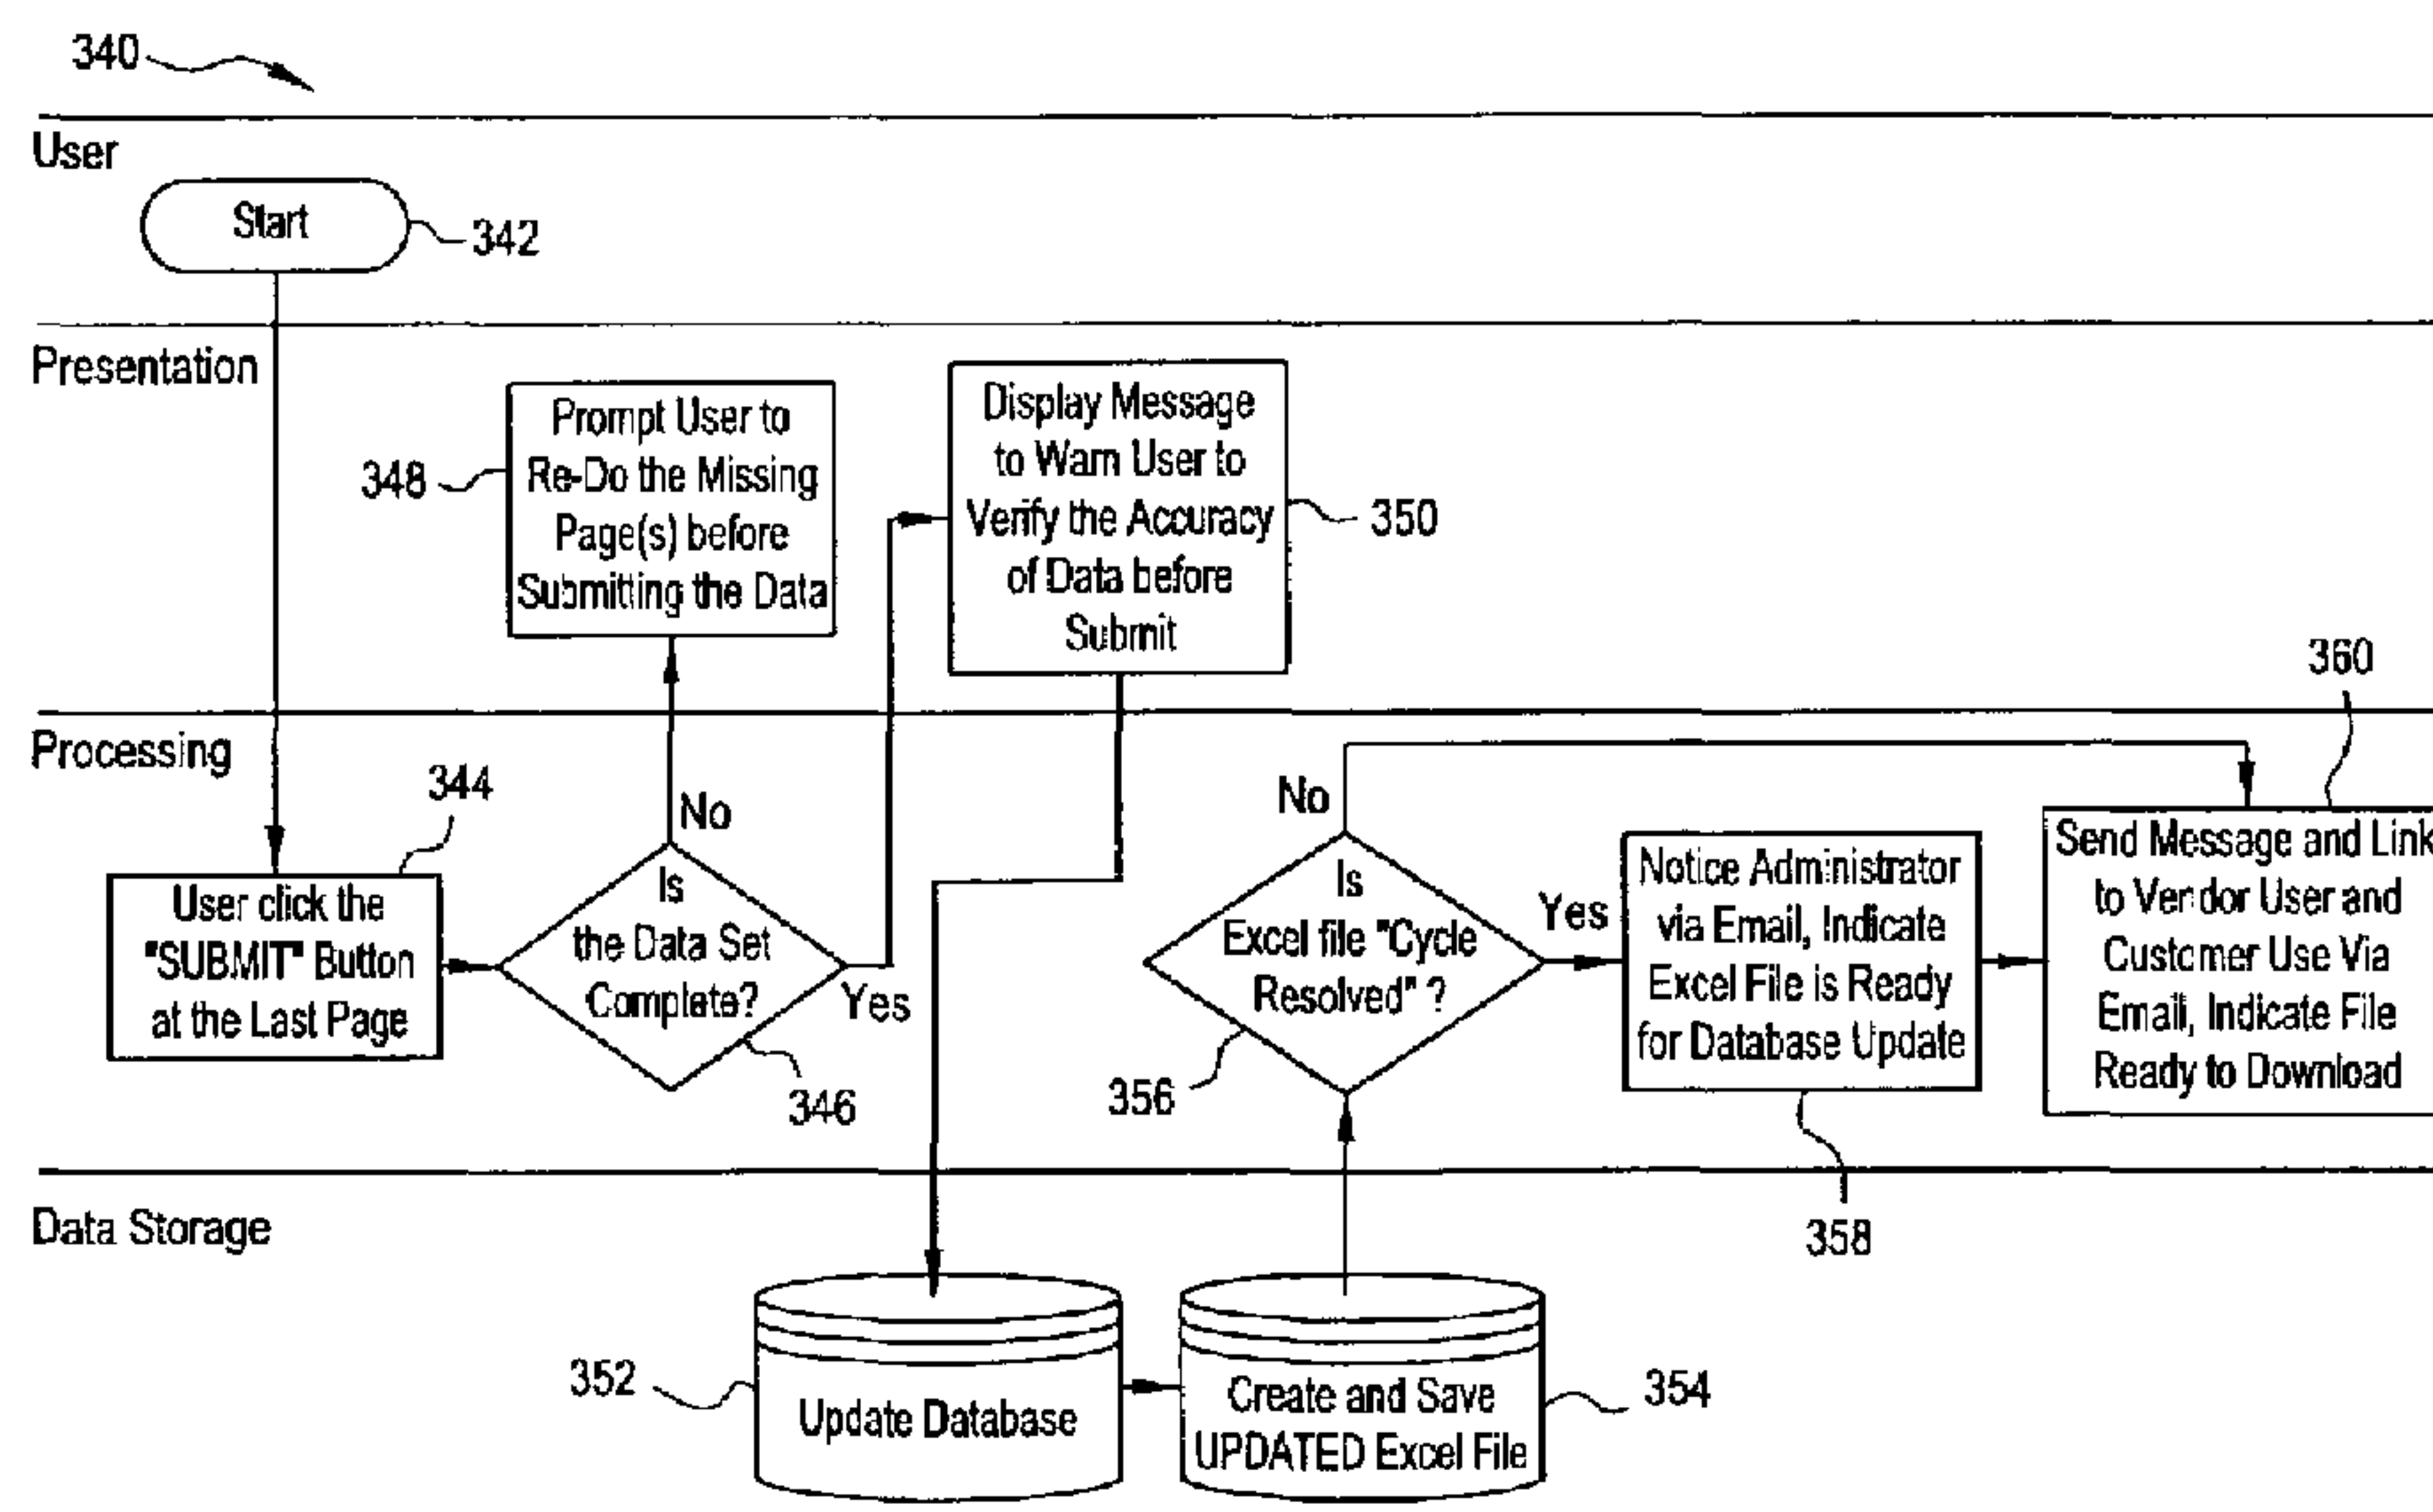 340
User
Start
342
Presentation
Prompt User to
Re-Do the Missing
Page(s) before
Submitting the Data
348
Display Message
to Warn User to
Verify the Accuracy
of Data before
Submit
350
Processing
344
User click the
"SUBMIT" Button
at the Last Page
No
Is
the Data Set
Complete?
Yes
346
No
Is
Excel file "Cycle
Resolved" ?
356
Yes
Notice Administrator
via Email, Indicate
Excel File is Ready
for Database Update
358
360
Send Message and Link
to Vendor User and
Customer Use Via
Email, Indicate File
Ready to Download
Data Storage
352
Update Database
Create and Save
UPDATED Excel File
354